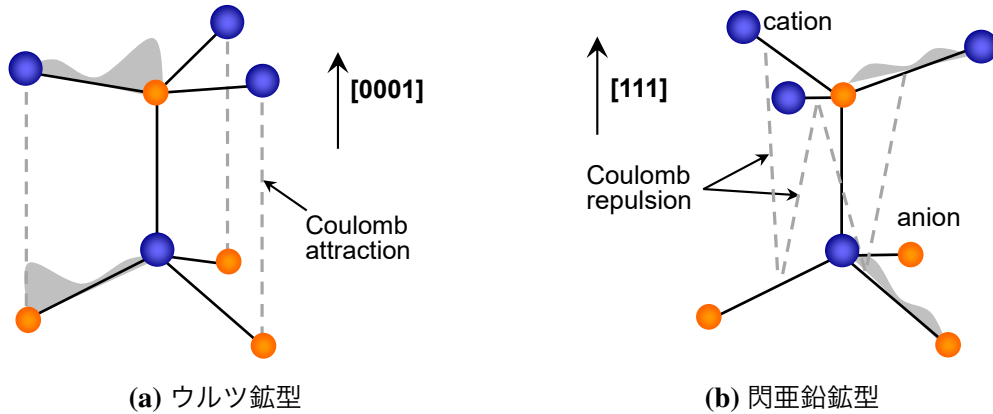 [0001]
Coulomb
attraction
(a) ウルツ鉱型
cation
[111]
Coulomb
repulsion
anion
(b) 閃亜鉛鉱型